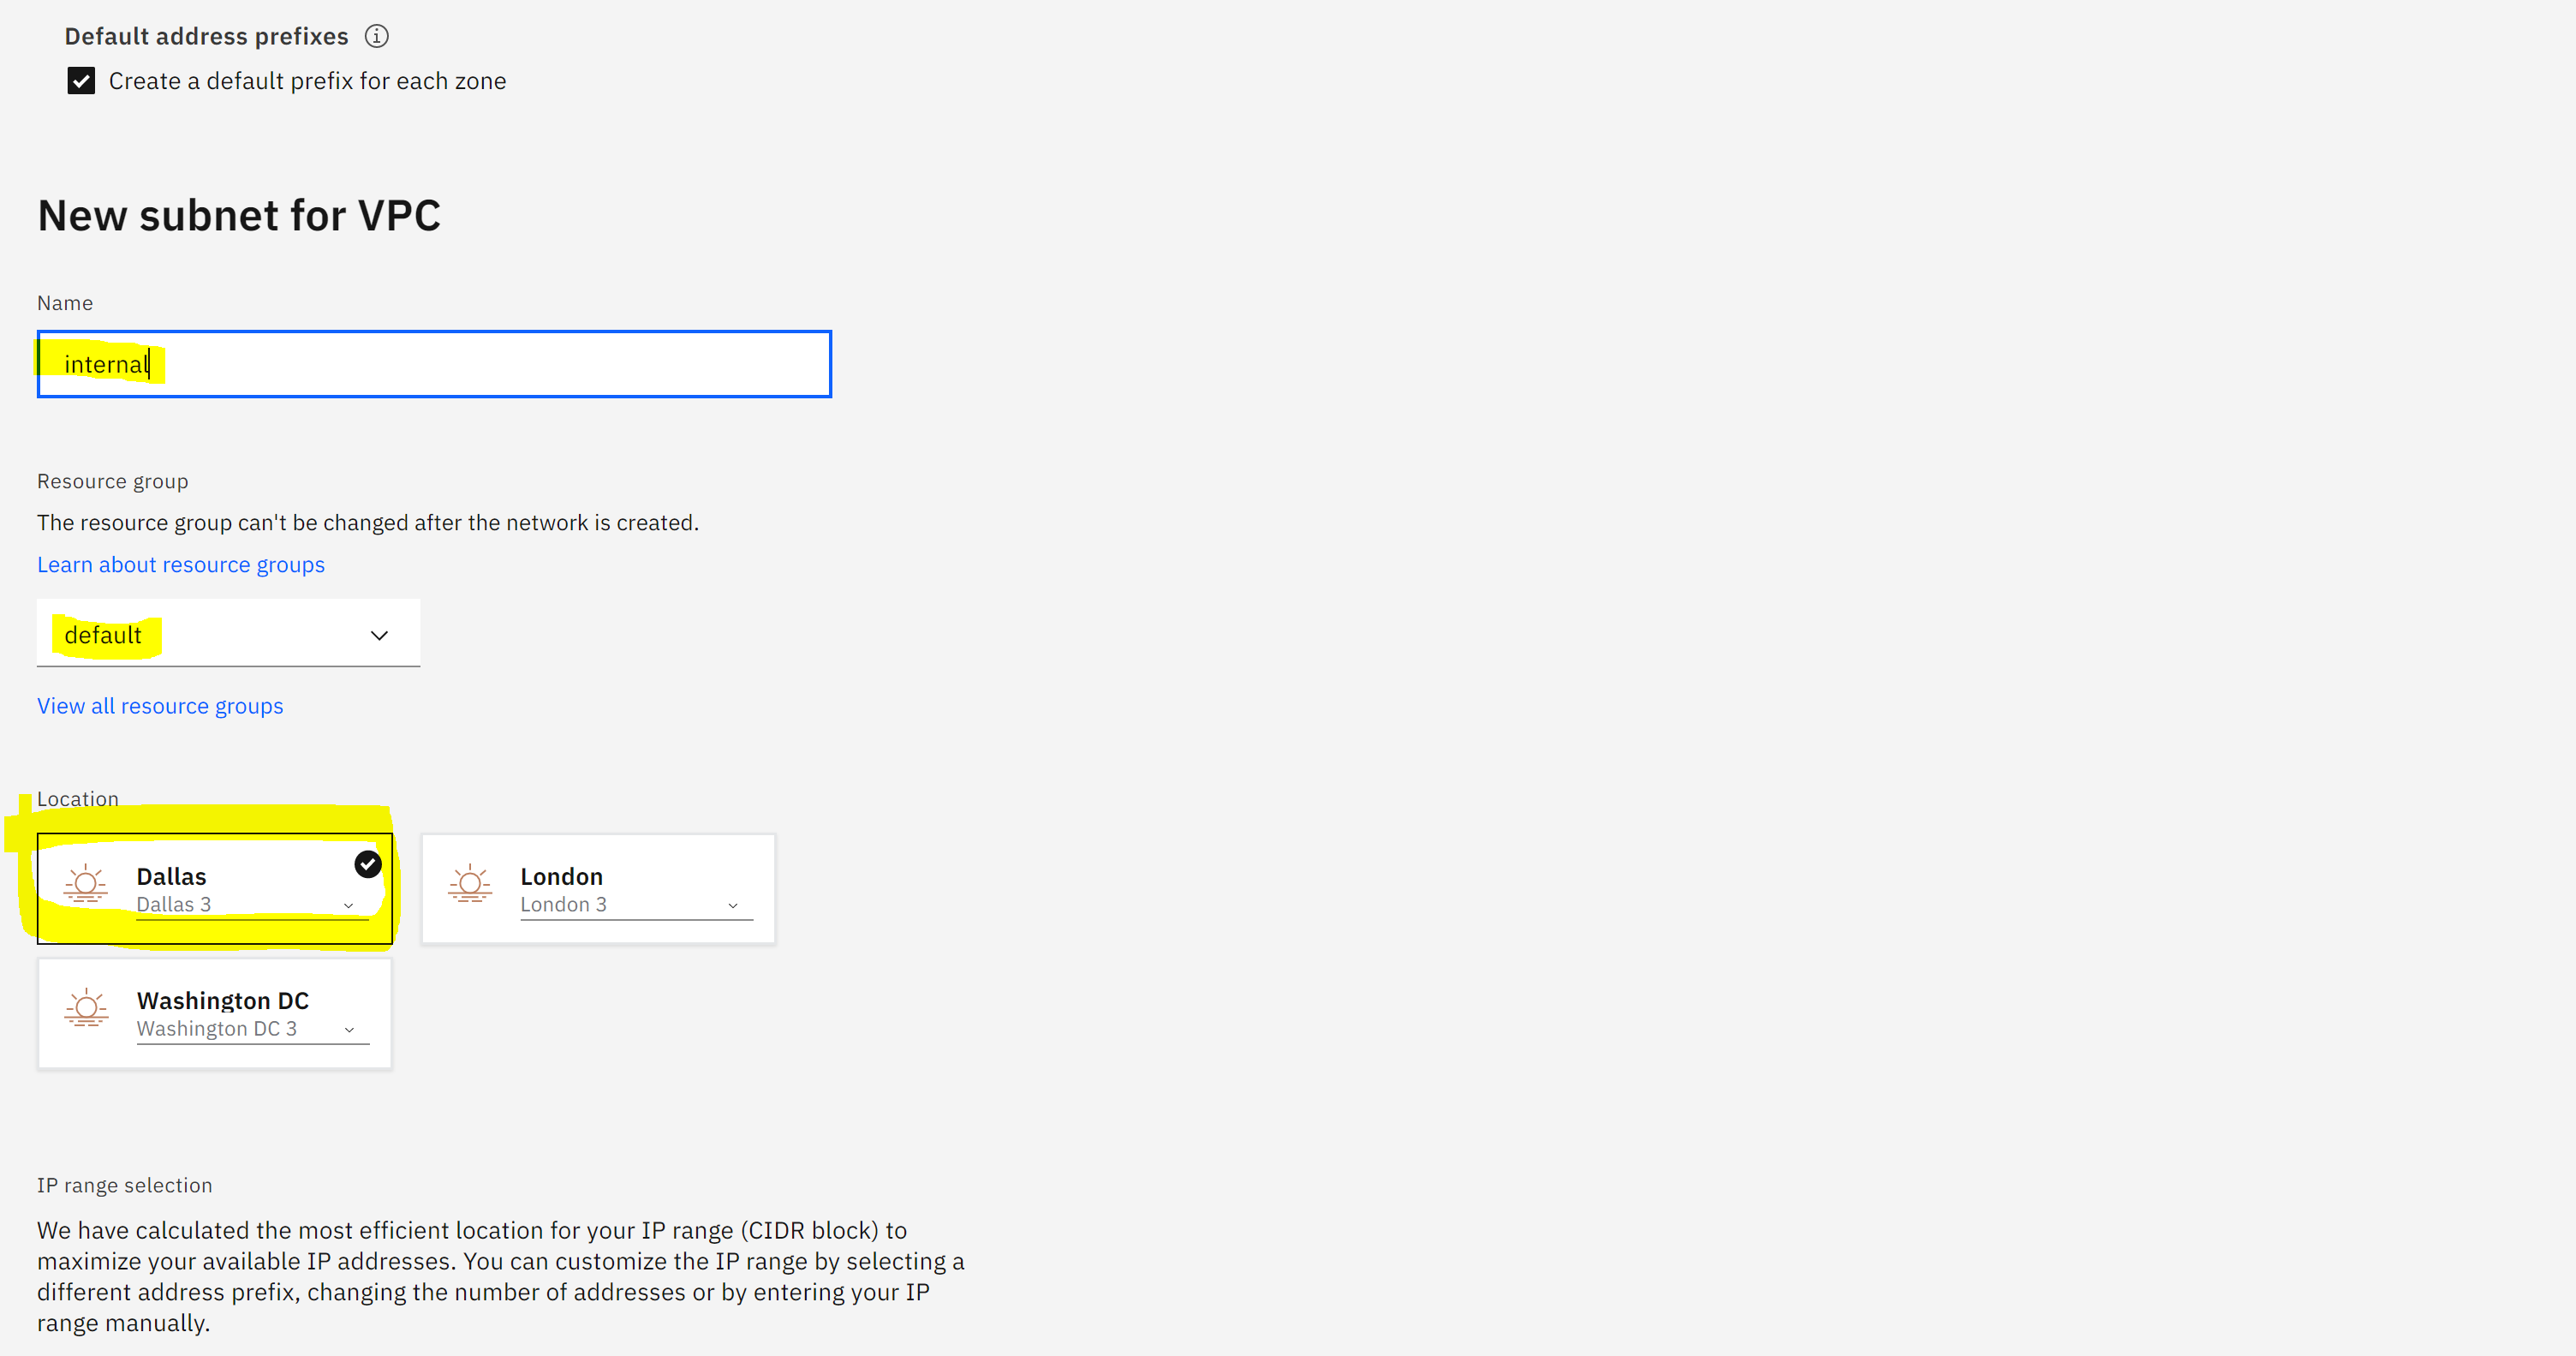 Default address prefixes
Create a default prefix for each zone
New subnet for VPC
Name
internal
Resource group
The resource group can't be changed after the network is created.
Learn about resource groups
default
View all resource groups
Location
Dallas
Dallas 3
London
London 3
Washington DC
Washington DC 3
IP range selection
We have calculated the most efficient location for your IP range (CIDR block) to
maximize your available IP addresses. You can customize the IP range by selecting a
different address prefix, changing the number of addresses or by entering your IP
range manually.